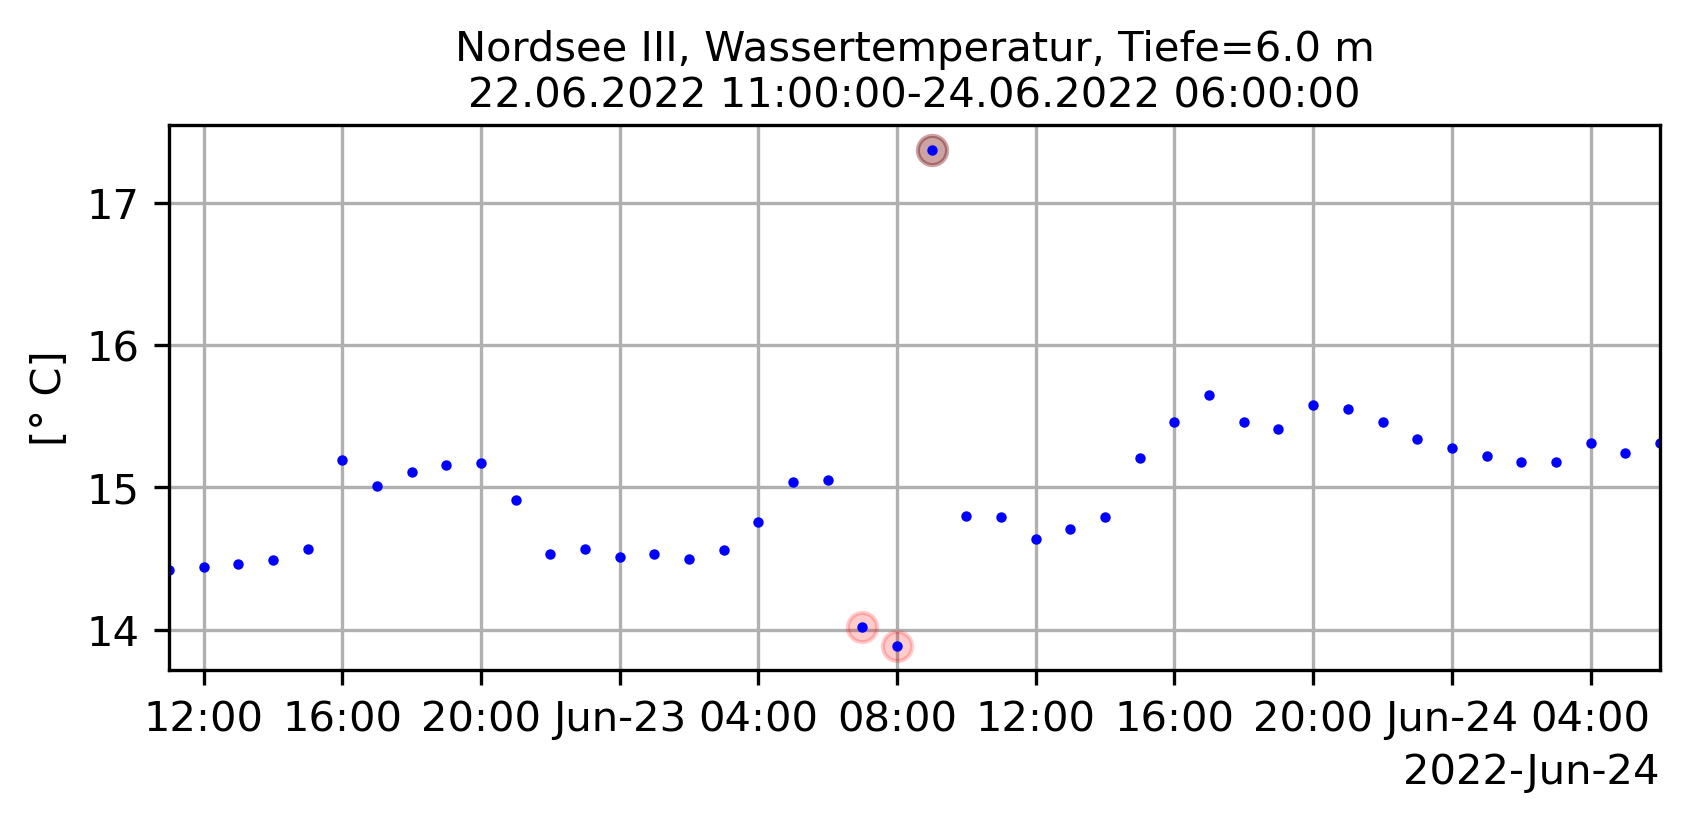 Nordsee III, Wassertemperatur, Tiefe=6.0 m
22.06.2022 11:00:00-24.06.2022 06:00:00
17
16
15
14
[° C]
12:00 16:00 20:00 Jun-23 04:00 08:00 12:00 16:00 20:00 Jun-24 04:00
2022-Jun-24